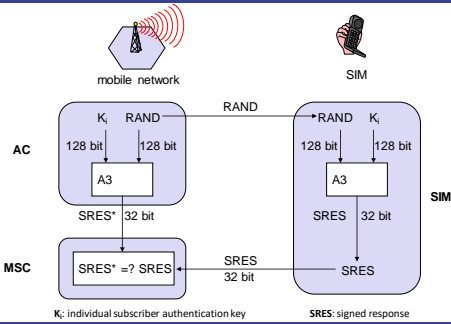 mobile network
SIM
RAND
Ki RAND
RAND Ki
AC
128 bit 128 bit
128 bit 128 bit
A3
A3
SIM
SRES* 32 bit
SRES 32 bit
MSC
SRES* =? SRES
SRES
32 bit
SRES
Ki: individual subscriber authentication key
SRES: signed response